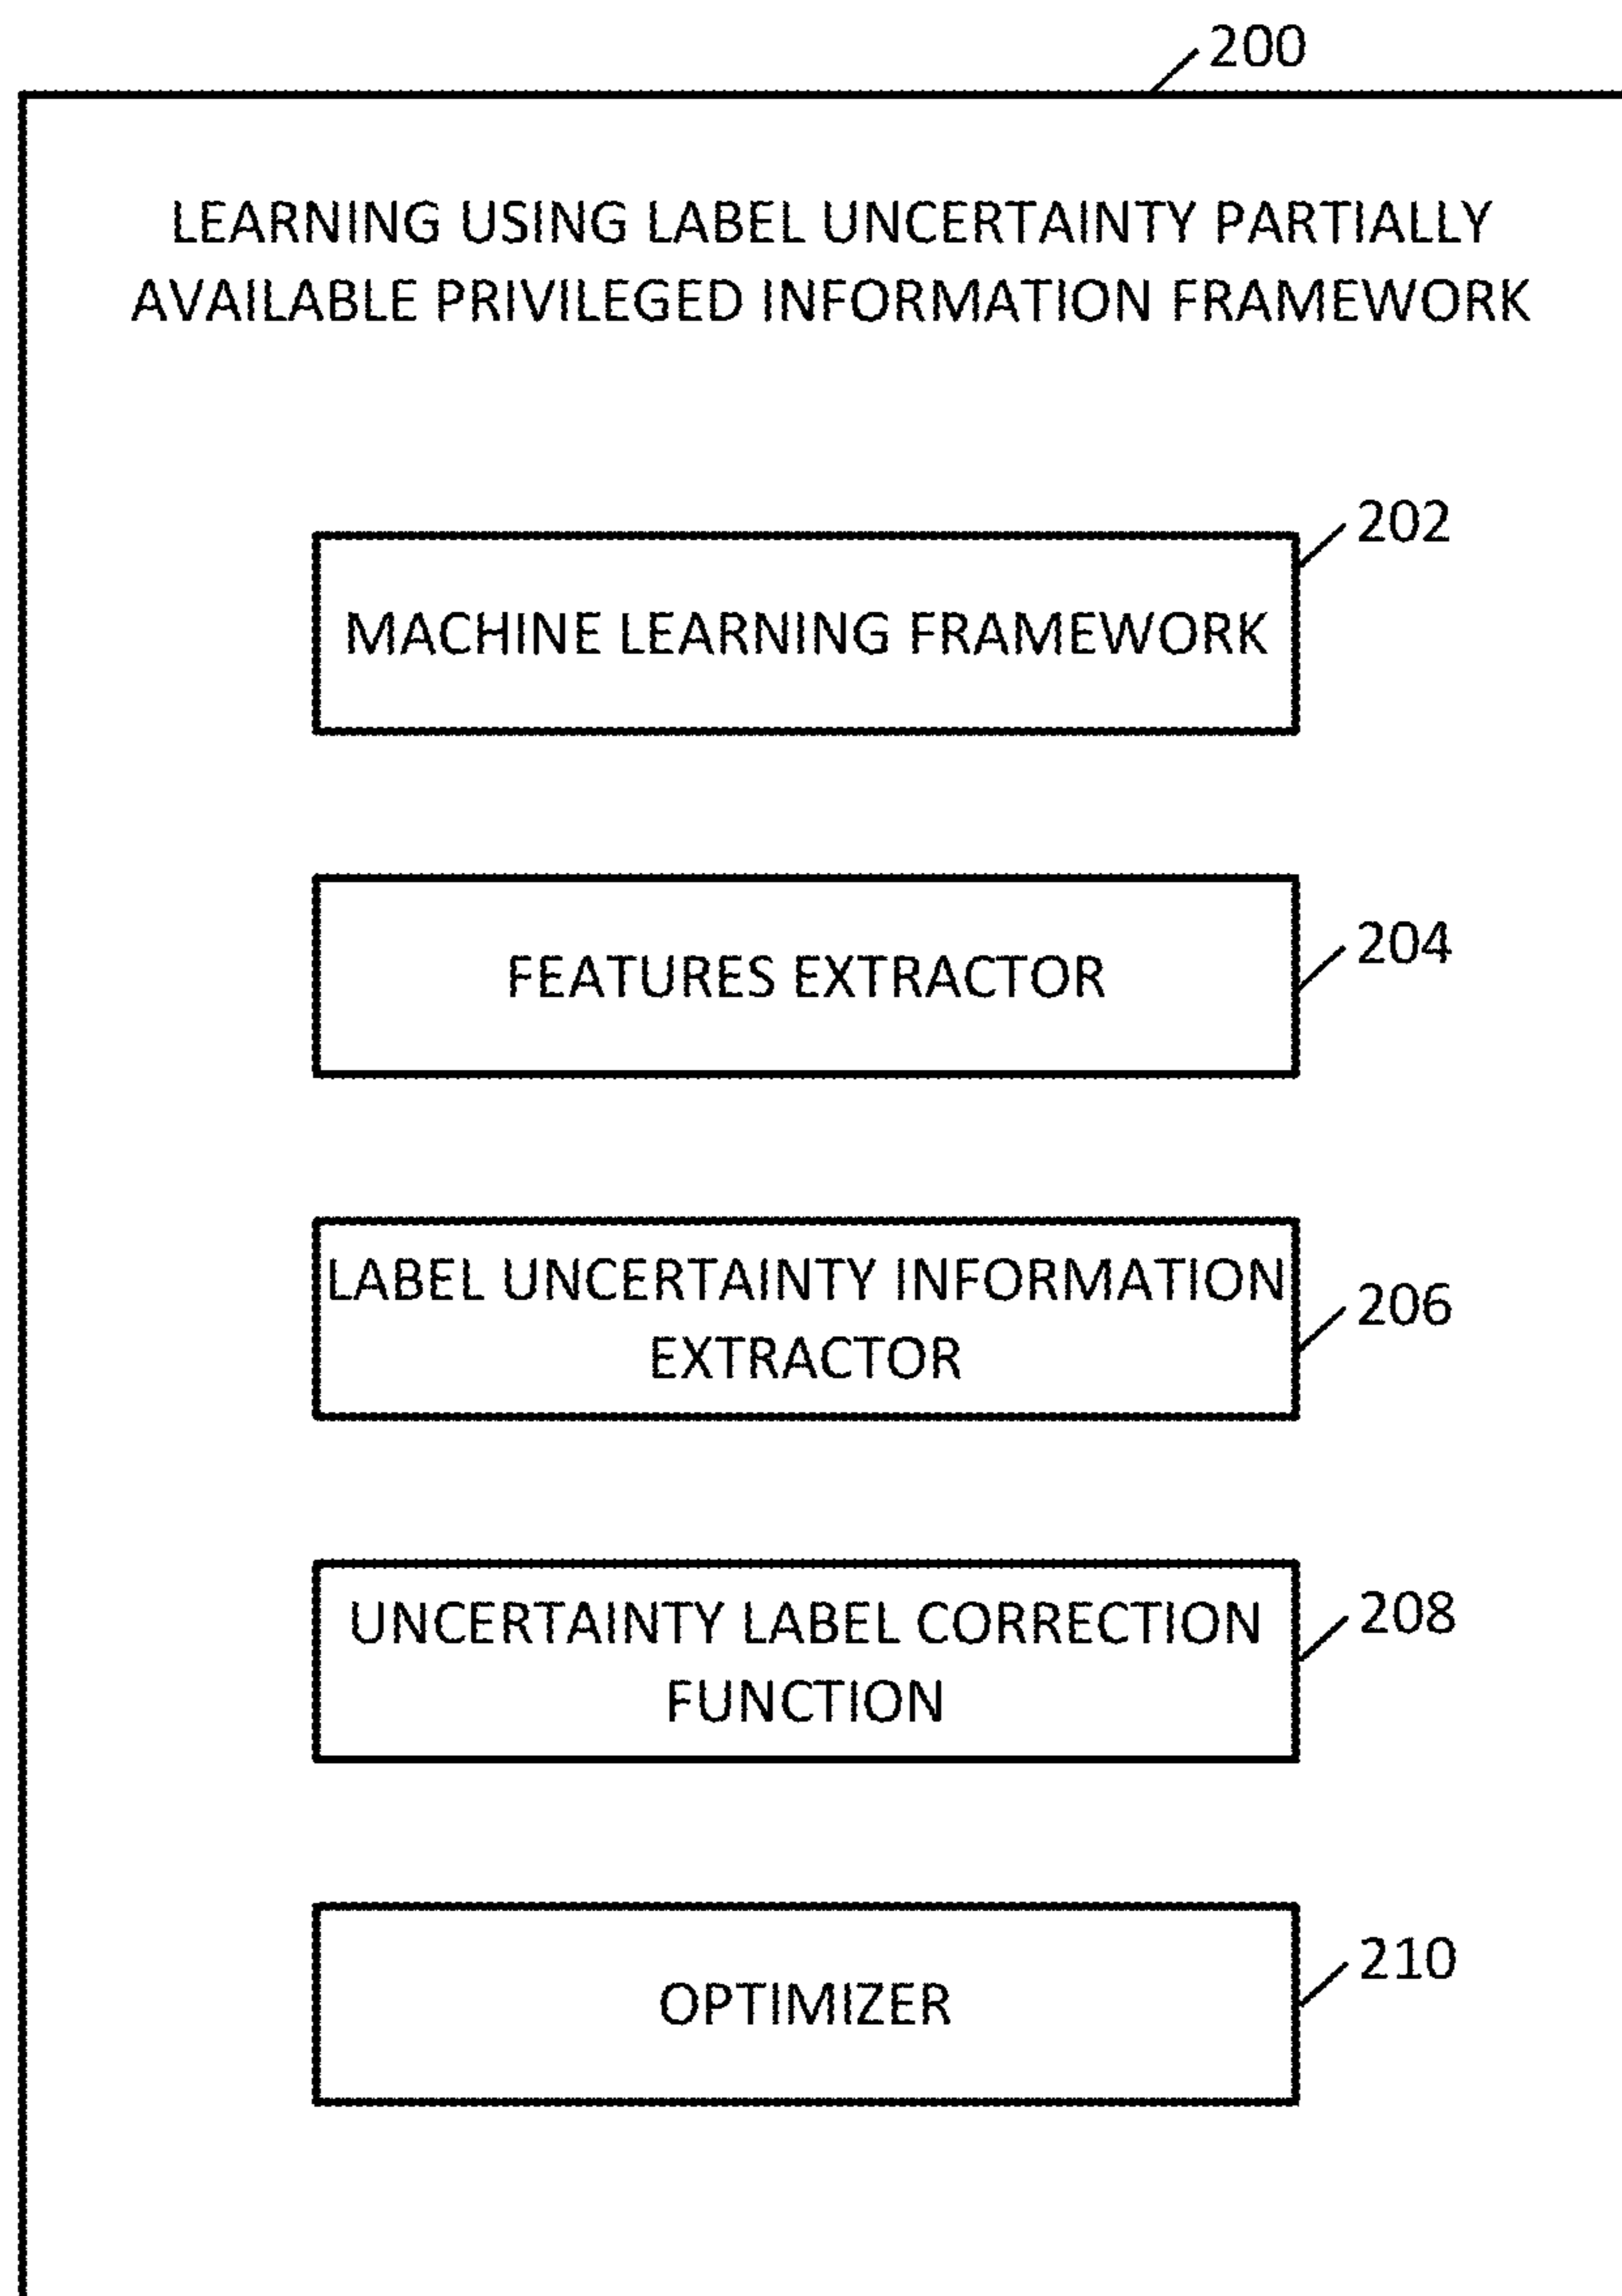 200
LEARNING USING LABEL UNCERTAINTY PARTIALLY
AVAILABLE PRIVILEGED INFORMATION FRAMEWORK
202
MACHINE LEARNING FRAMEWORK
204
FEATURES EXTRACTOR
LABEL UNCERTAINTY INFORMATION
EXTRACTOR
206
UNCERTAINTY LABEL CORRECTION
FUNCTION
208
OPTIMIZER
210